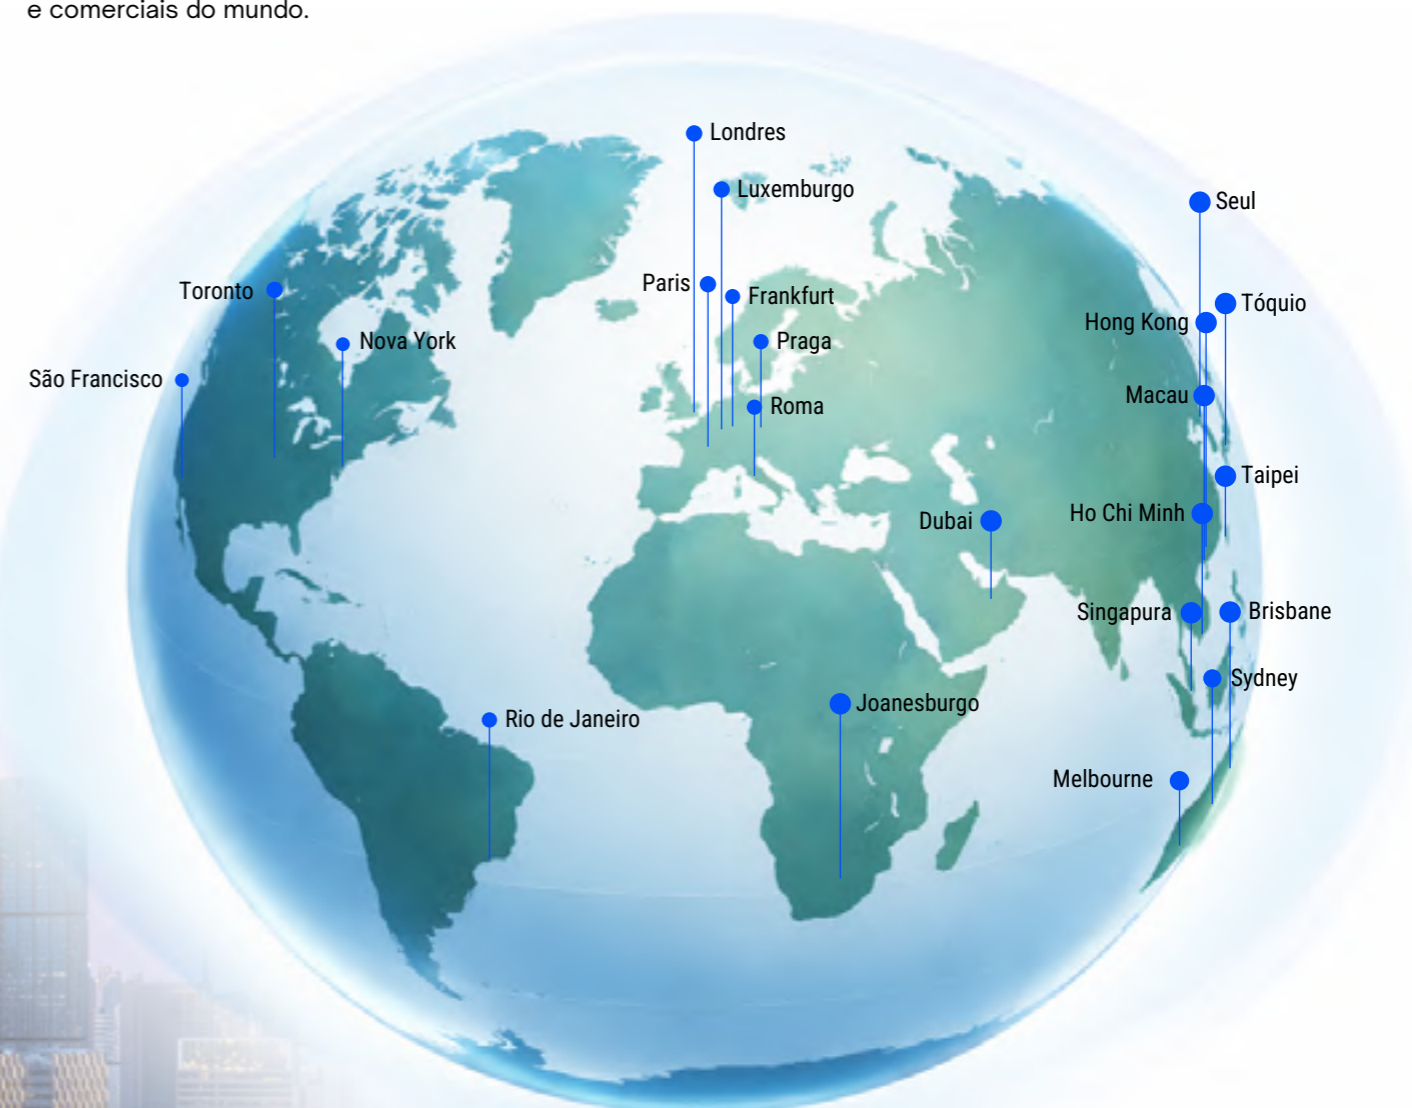 e comerciais do mundo.
Londres
Luxemburgo
Seul
Paris
Toronto
Frankfurt
Tóquio
Hong Kong
Nova York
Praga
São Francisco
Macau
Roma
Taipei
Ho Chi Minh
Dubai
Singapura
Brisbane
Sydney
Joanesburgo
Rio de Janeiro
Melbourne